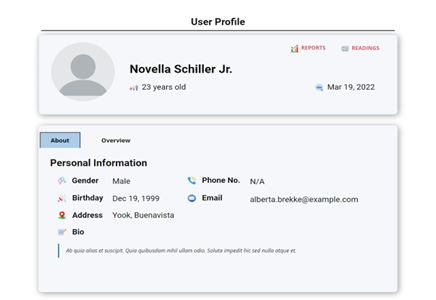 User Profile
REPORTS READINGS
Novella Schiller Jr.
23 years old Mar 19, 2022
About Overview
Personal Information
Gender Male Phone No. N/A
Birthday Dec 19, 1999 Email alberta.brekke@example.com
Address Yook, Buenavista
Bio
Ab quia alias et suscipit. Quia quibusdam nihil ullam odio. Soluta impedit hic sed nulla atque et.